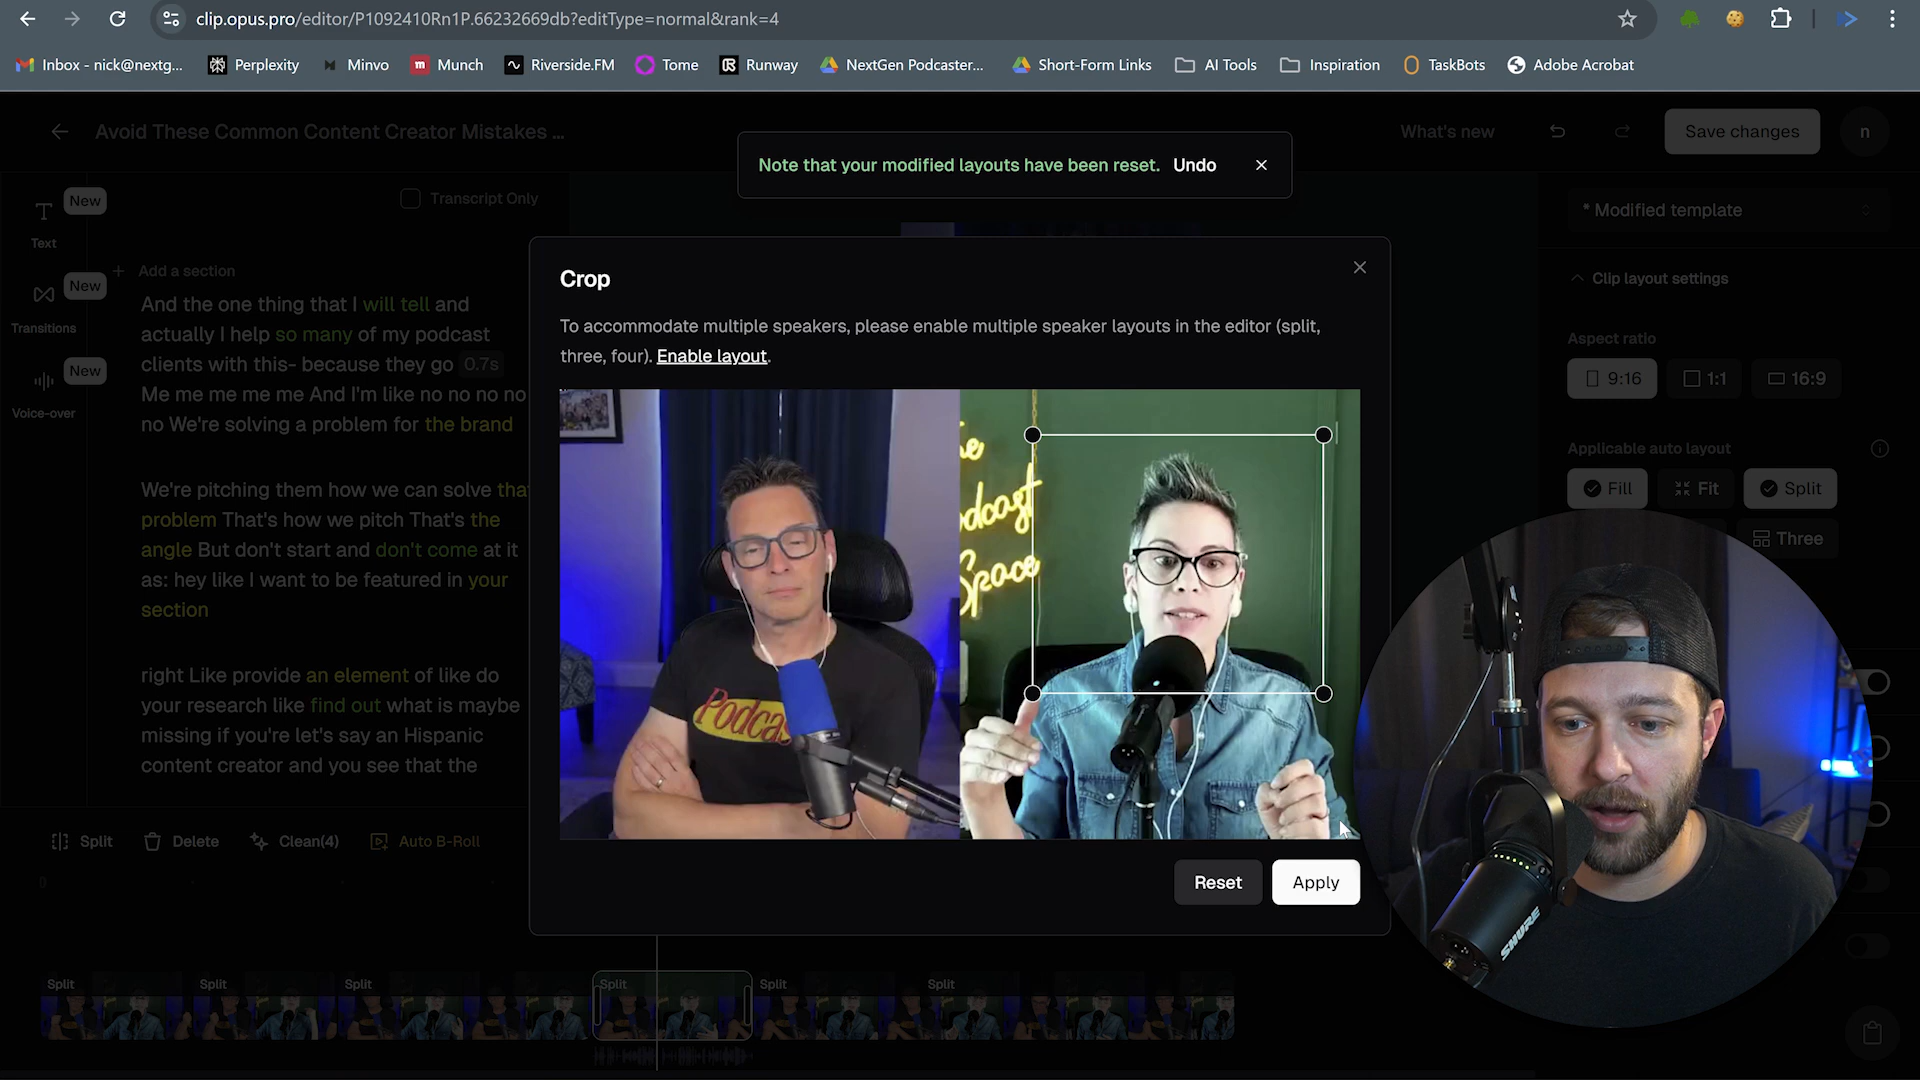 clip.opus.pro/editor/P1092410Rn1P.66232669db?editType=normal&rank=4
Inbox - nick@nextg...
Perplexity
Minvo
Munch
Riverside.FM
Tome
Runway
NextGen Podcaster...
Short-Form Links
AI Tools
Inspiration
TaskBots
Adobe Acrobat
Avoid These Common Content Creator Mistakes ...
What's new
Save changes
n
Note that your modified layouts have been reset. Undo
New
Text
New
Transitions
New
Voice-over
Transcript Only
Add a section
And the one thing that I will tell and
actually I help so many of my podcast
clients with this- because they go 0.7s
Me me me me me And I'm like no no no no
no We're solving a problem for the brand
We're pitching them how we can solve tha
problem That's how we pitch That's the
angle But don't start and don't come at it
as: hey like I want to be featured in your
section
right Like provide an element of like do
your research like find out what is maybe
missing if you're let's say an Hispanic
content creator and you see that the
Crop
To accommodate multiple speakers, please enable multiple speaker layouts in the editor (split,
three, four). Enable layout.
Podca
Space
Reset
Apply
* Modified template
Clip layout settings
Aspect ratio
9:16
1:1
16:9
Applicable auto layout
Fill
Fit
Split
Three
SHURE
Split
Delete
Clean(4)
Auto B-Roll
0
Split
Split
Split
Split
Split
Split